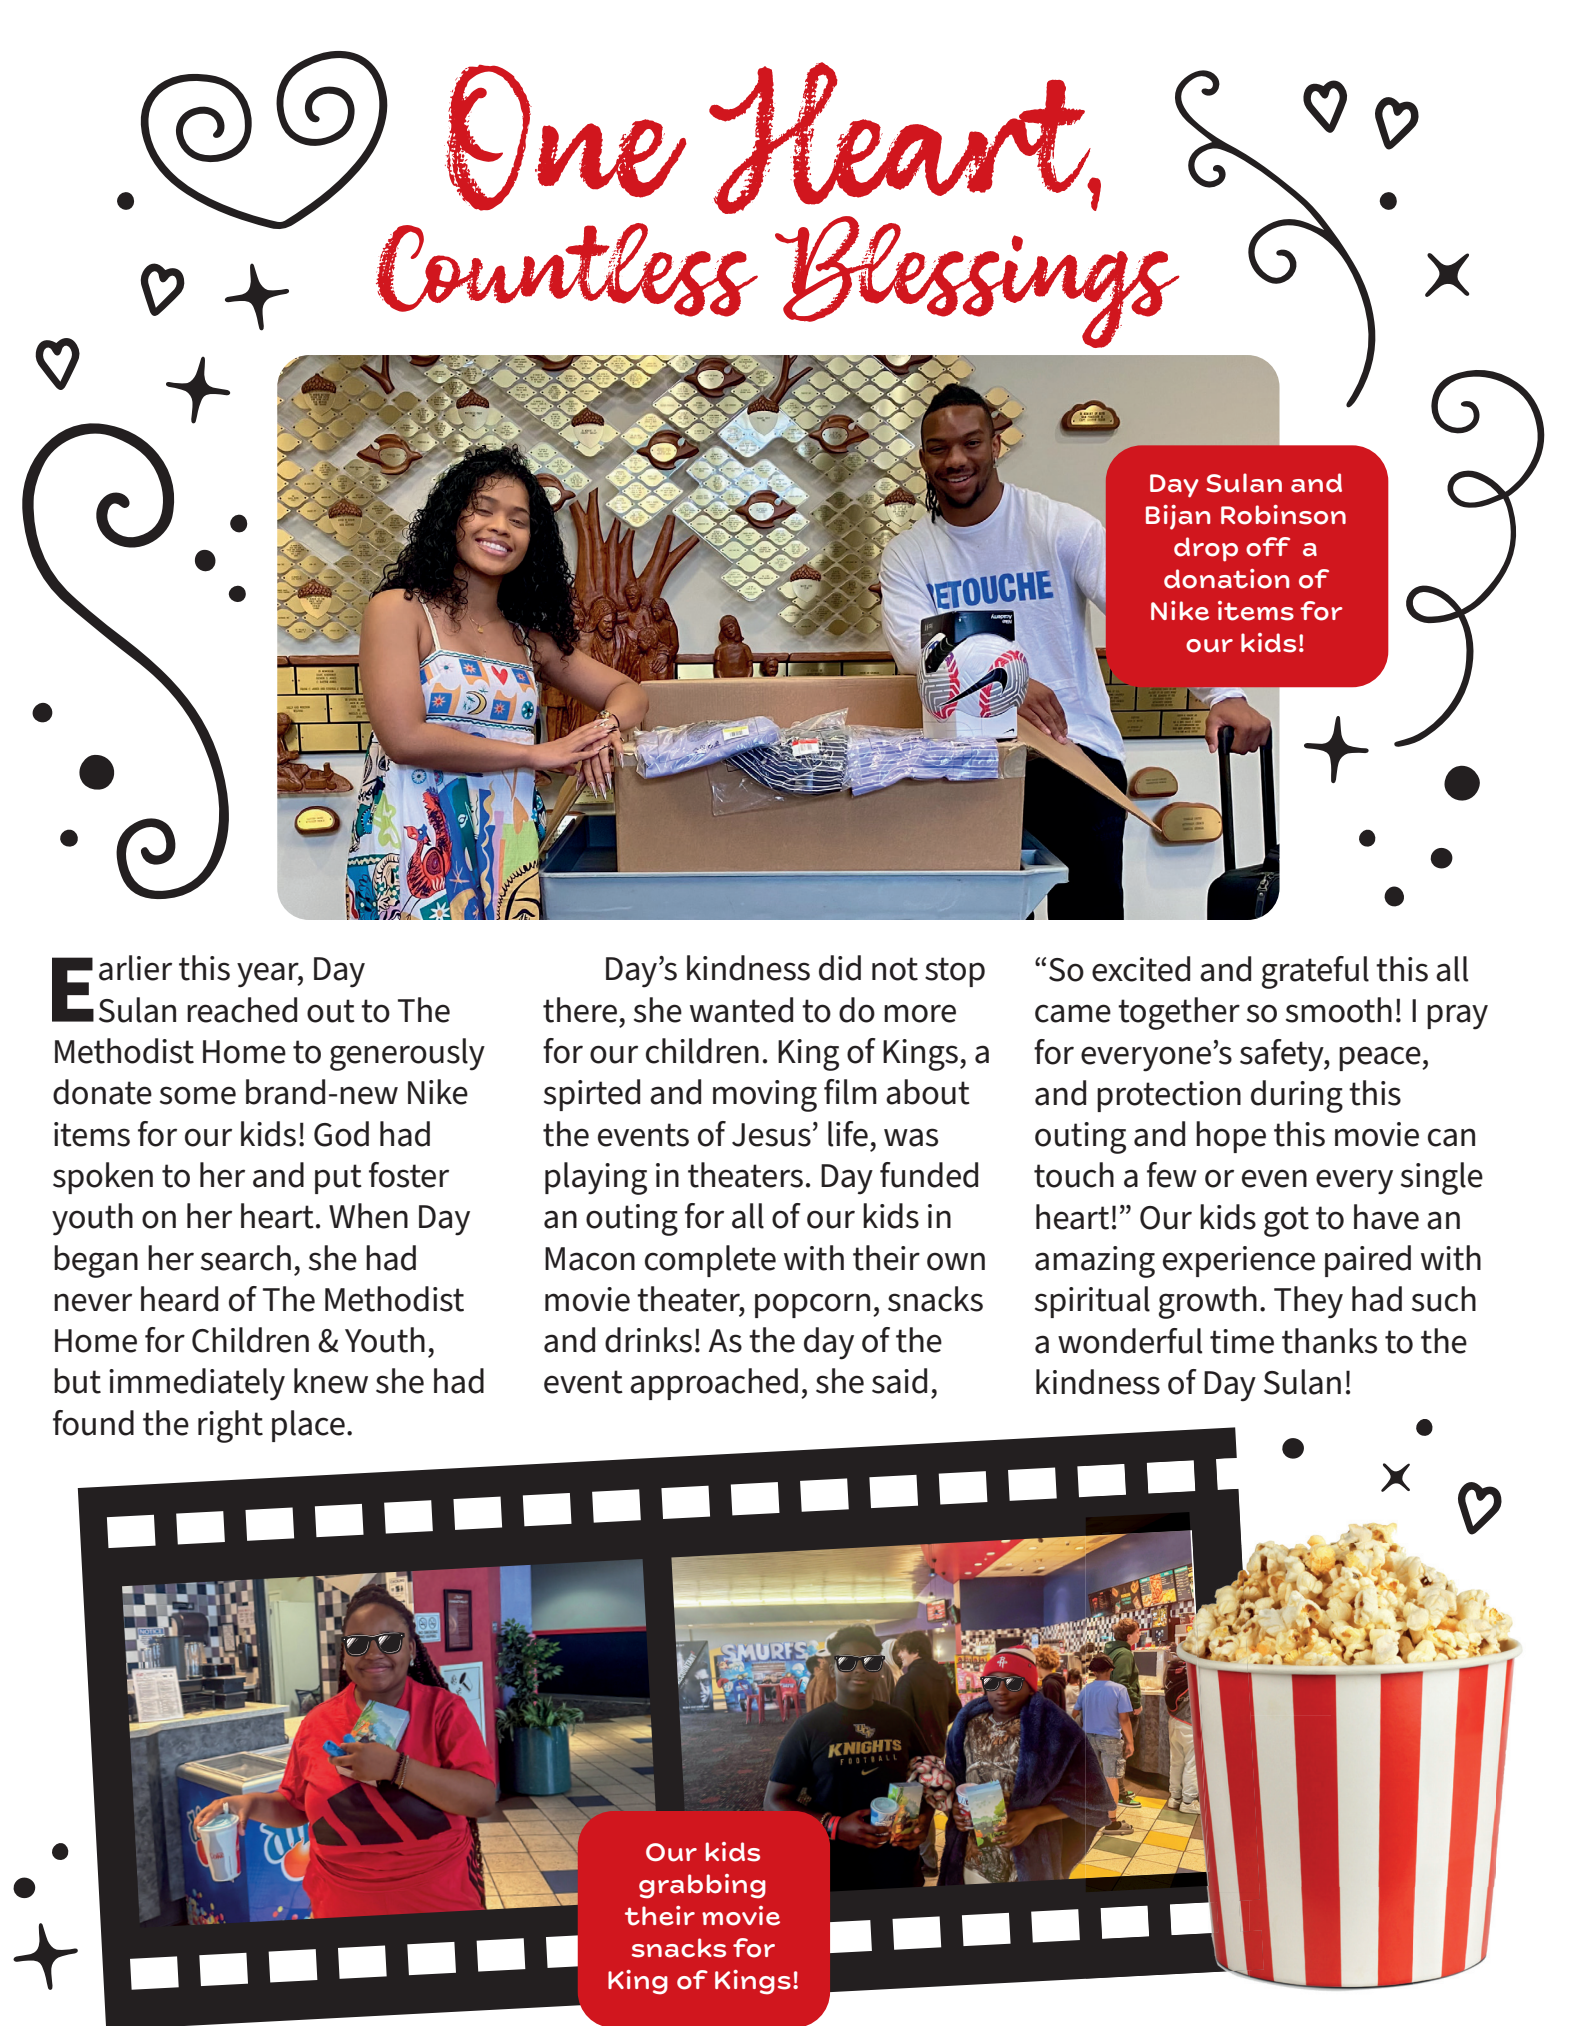 One Heart,
Countless Blessings
RETOUCHE
Day Sulan and
Bijan Robinson
drop off a
donation of
Nike items for
our kids!
Earlier this year, Day
Sulan reached out to The
Methodist Home to generously
donate some brand-new Nike
items for our kids! God had
spoken to her and put foster
youth on her heart. When Day
began her search, she had
never heard of The Methodist
Home for Children & Youth,
but immediately knew she had
found the right place.
Day’s kindness did not stop
there, she wanted to do more
for our children. King of Kings, a
spirted and moving film about
the events of Jesus’ life, was
playing in theaters. Day funded
an outing for all of our kids in
Macon complete with their own
movie theater, popcorn, snacks
and drinks! As the day of the
event approached, she said,
“So excited and grateful this all
came together so smooth! I pray
for everyone’s safety, peace,
and protection during this
outing and hope this movie can
touch a few or even every single
heart!” Our kids got to have an
amazing experience paired with
spiritual growth. They had such
a wonderful time thanks to the
kindness of Day Sulan!
NOTICE
SMURFS
KNIGHTS
FOOTBALL
Our kids
grabbing
their movie
snacks for
King of Kings!